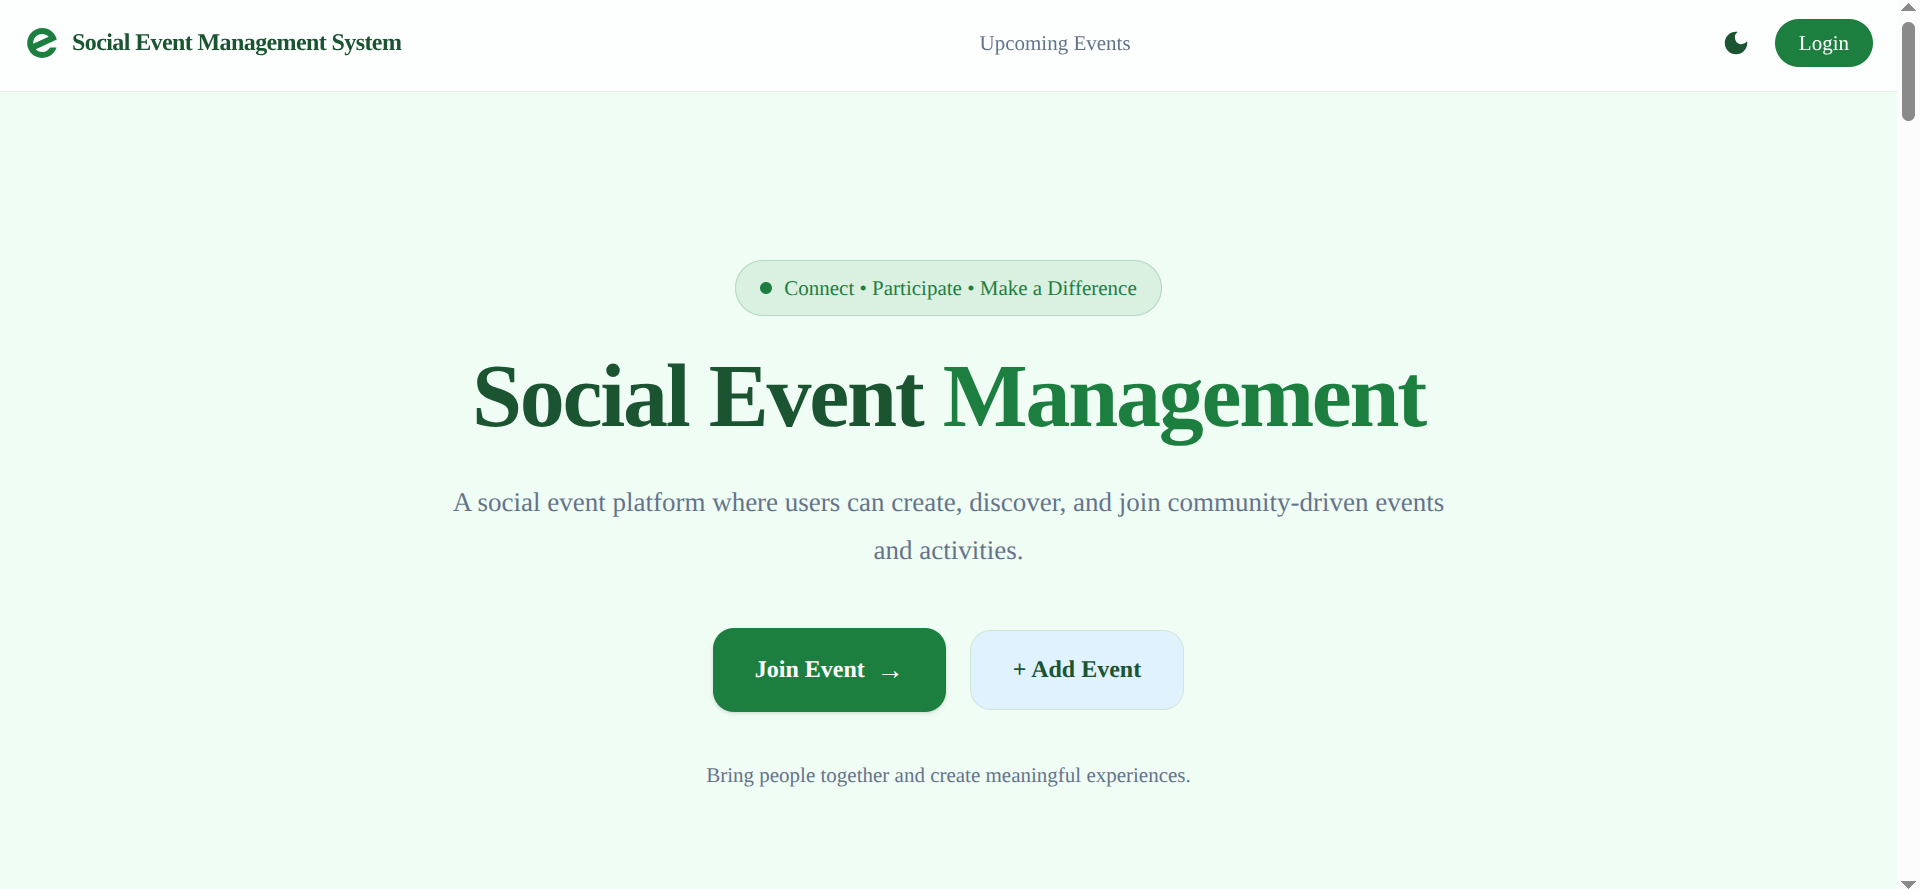 Social Event Management System
Upcoming Events
Login
Connect • Participate • Make a Difference
Social Event Management
A social event platform where users can create, discover, and join community-driven events
and activities.
Join Event →
+ Add Event
Bring people together and create meaningful experiences.